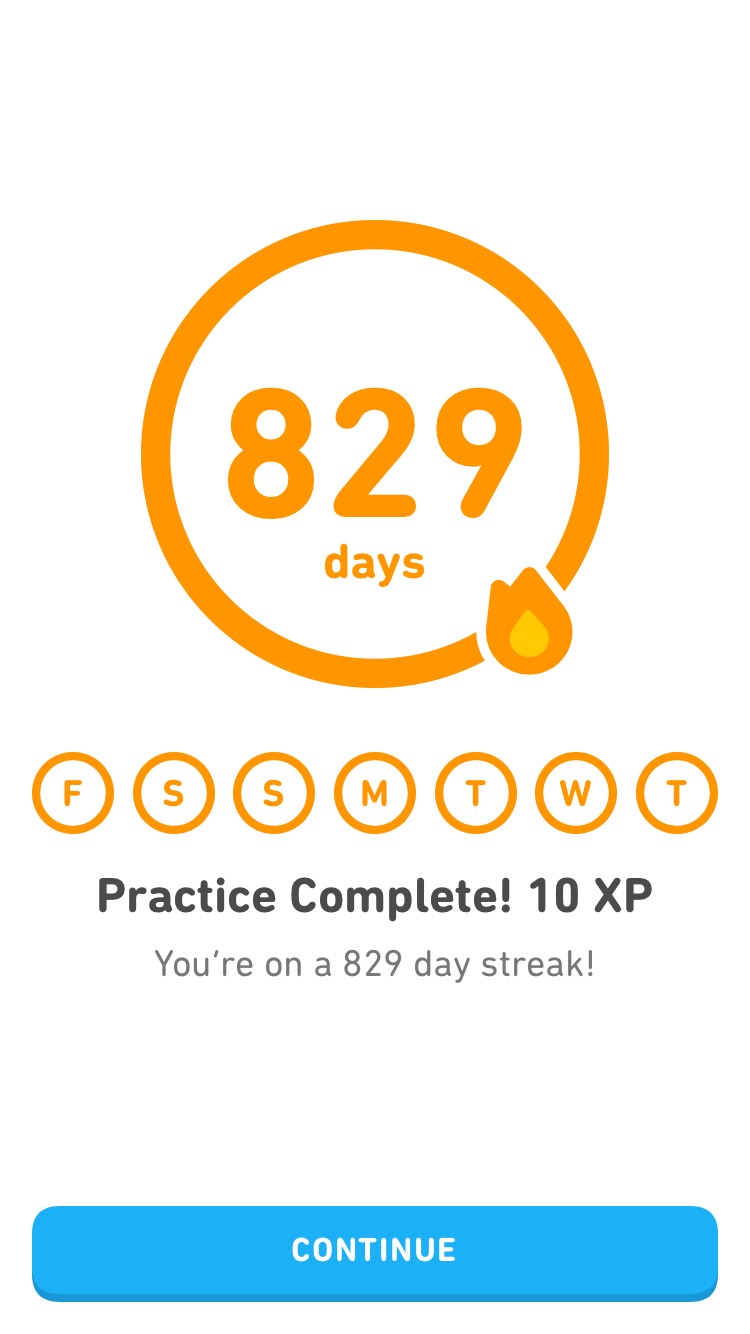 829
days
F S S M T W T
Practice Complete! 10 XP
You‘re on a 829 day streak!
CONTINUE